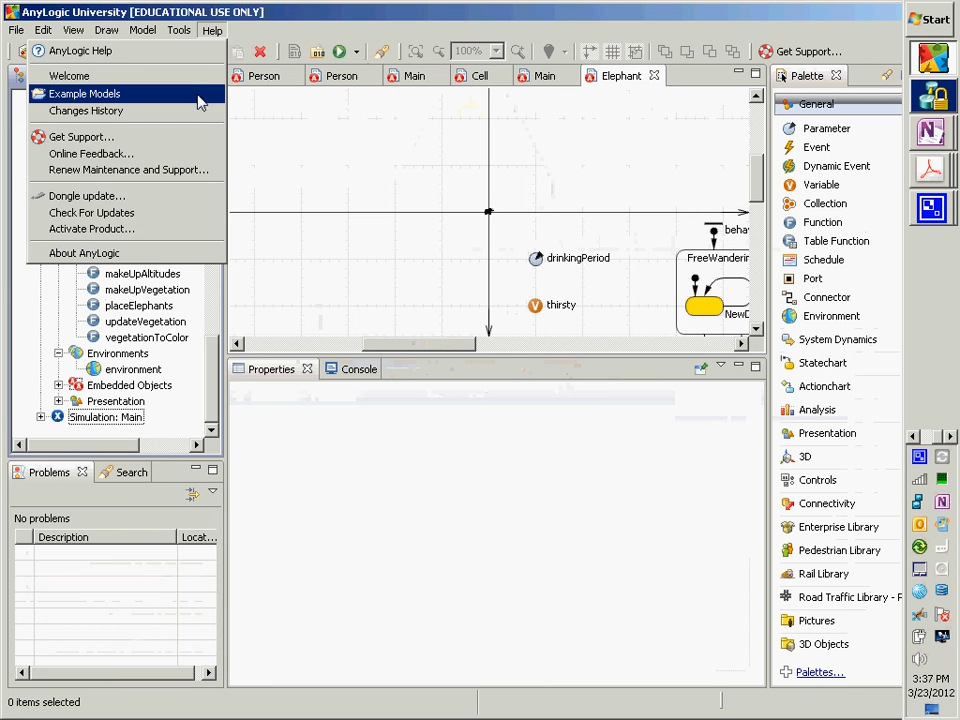 AnyLogic University [EDUCATIONAL USE ONLY]
File Edit View Draw Model Tools Help
100%
Get Support...
AnyLogic Help
Welcome
Example Models
Changes History
Get Support...
Online Feedback...
Renew Maintenance and Support...
Dongle update...
Check For Updates
Activate Product...
About AnyLogic
makeUpAltitudes
makeUpVegetation
placeElephants
updateVegetation
vegetationToColor
Environments
environment
Embedded Objects
Presentation
Simulation: Main
Problems Search
No problems
Description Locat...
0 items selected
Person Person Main Cell Main Elephant
drinkingPeriod
thirsty
behav
FreeWanderin
NewD
Properties Console
Palette
General
Parameter
Event
Dynamic Event
Variable
Collection
Function
Table Function
Schedule
Port
Connector
Environment
System Dynamics
Statechart
Actionchart
Analysis
Presentation
3D
Controls
Connectivity
Enterprise Library
Pedestrian Library
Rail Library
Road Traffic Library - P
Pictures
3D Objects
Palettes...
Start
3:37 PM
3/23/2012